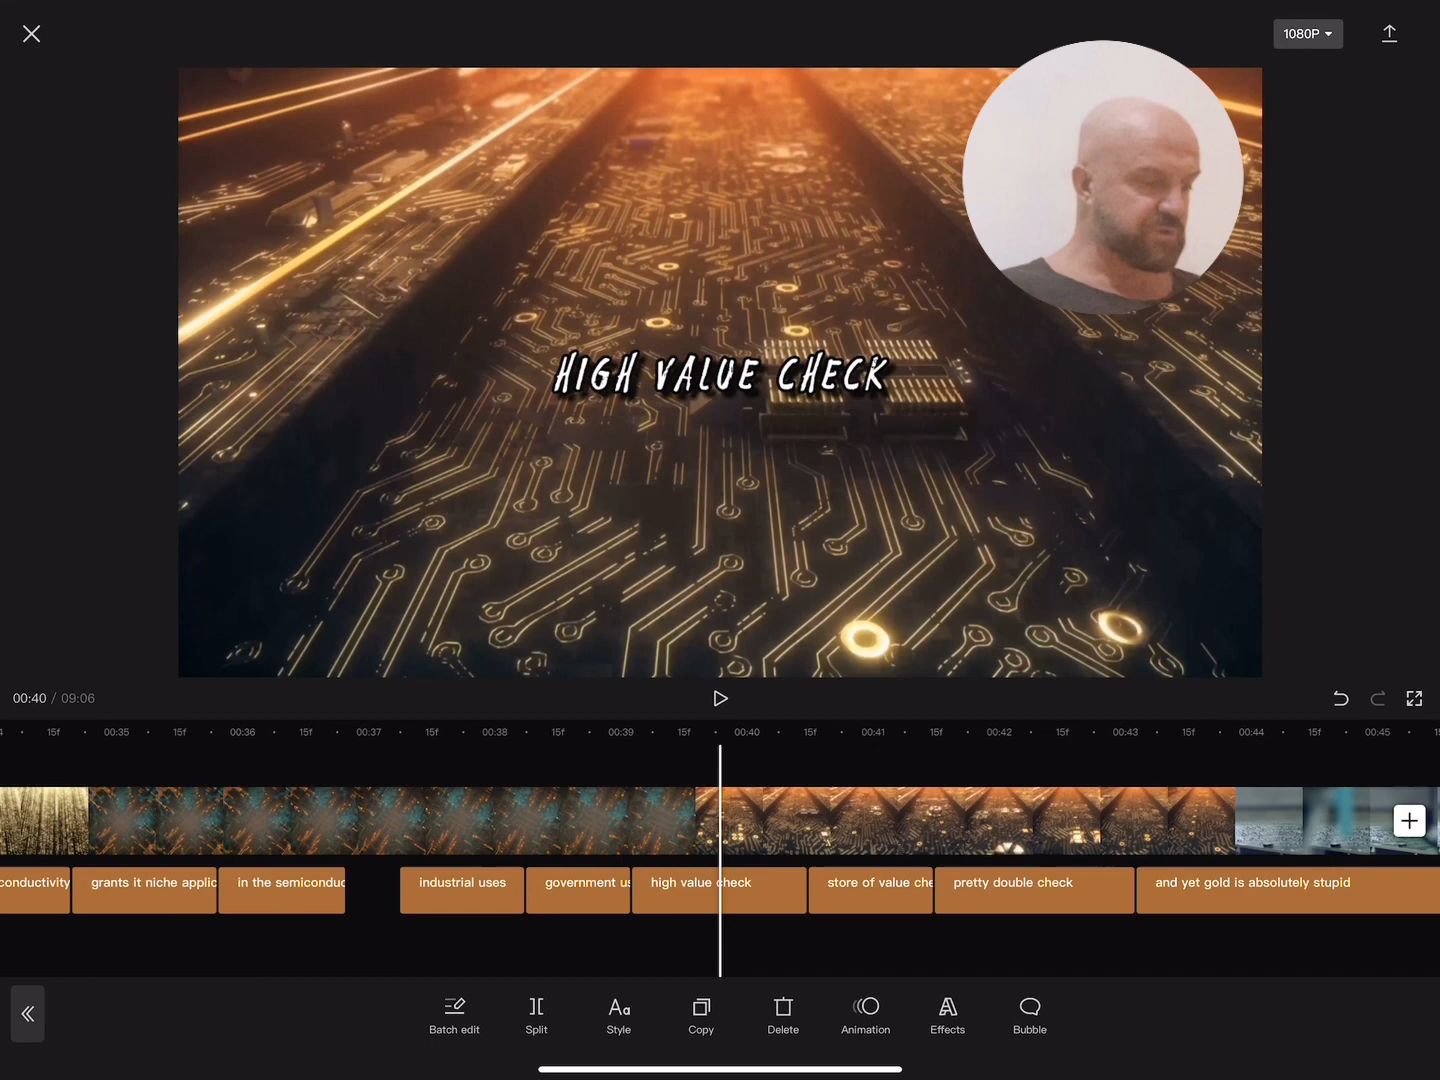 1080P
HIGH VALUE CHECK
00:40 / 09:06
15f 00:35 15f 00:36 15f 00:37 15f 00:38 15f 00:39 15f 00:40 15f 00:41 15f 00:42 15f 00:43 15f 00:44 15f 00:45
conductivity
grants it niche applic
in the semiconduc
industrial uses
government us
high value check
store of value che
pretty double check
and yet gold is absolutely stupid
Batch edit
Split
Style
Copy
Delete
Animation
Effects
Bubble